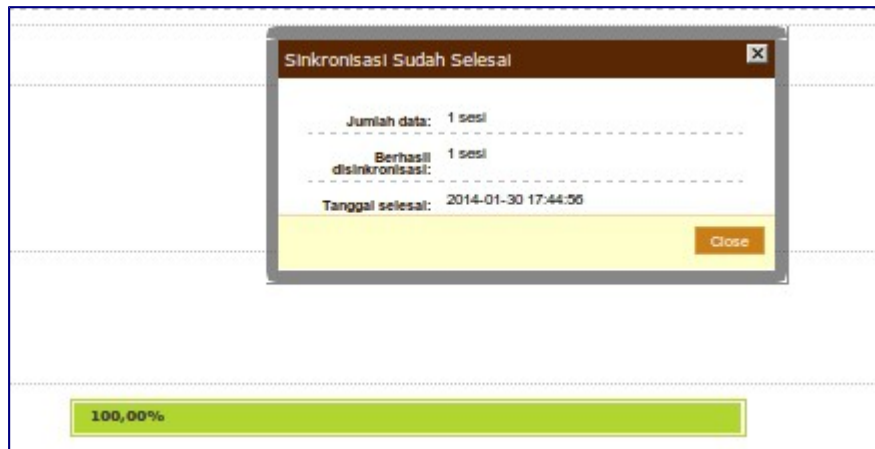 Sinkronisasi Sudah Selesai
Jumlah data: 1 sesi
Berhasil 1 sesi
disinkronisasi:
Tanggal selesai: 2014-01-30 17:44:56
Close
100,00%